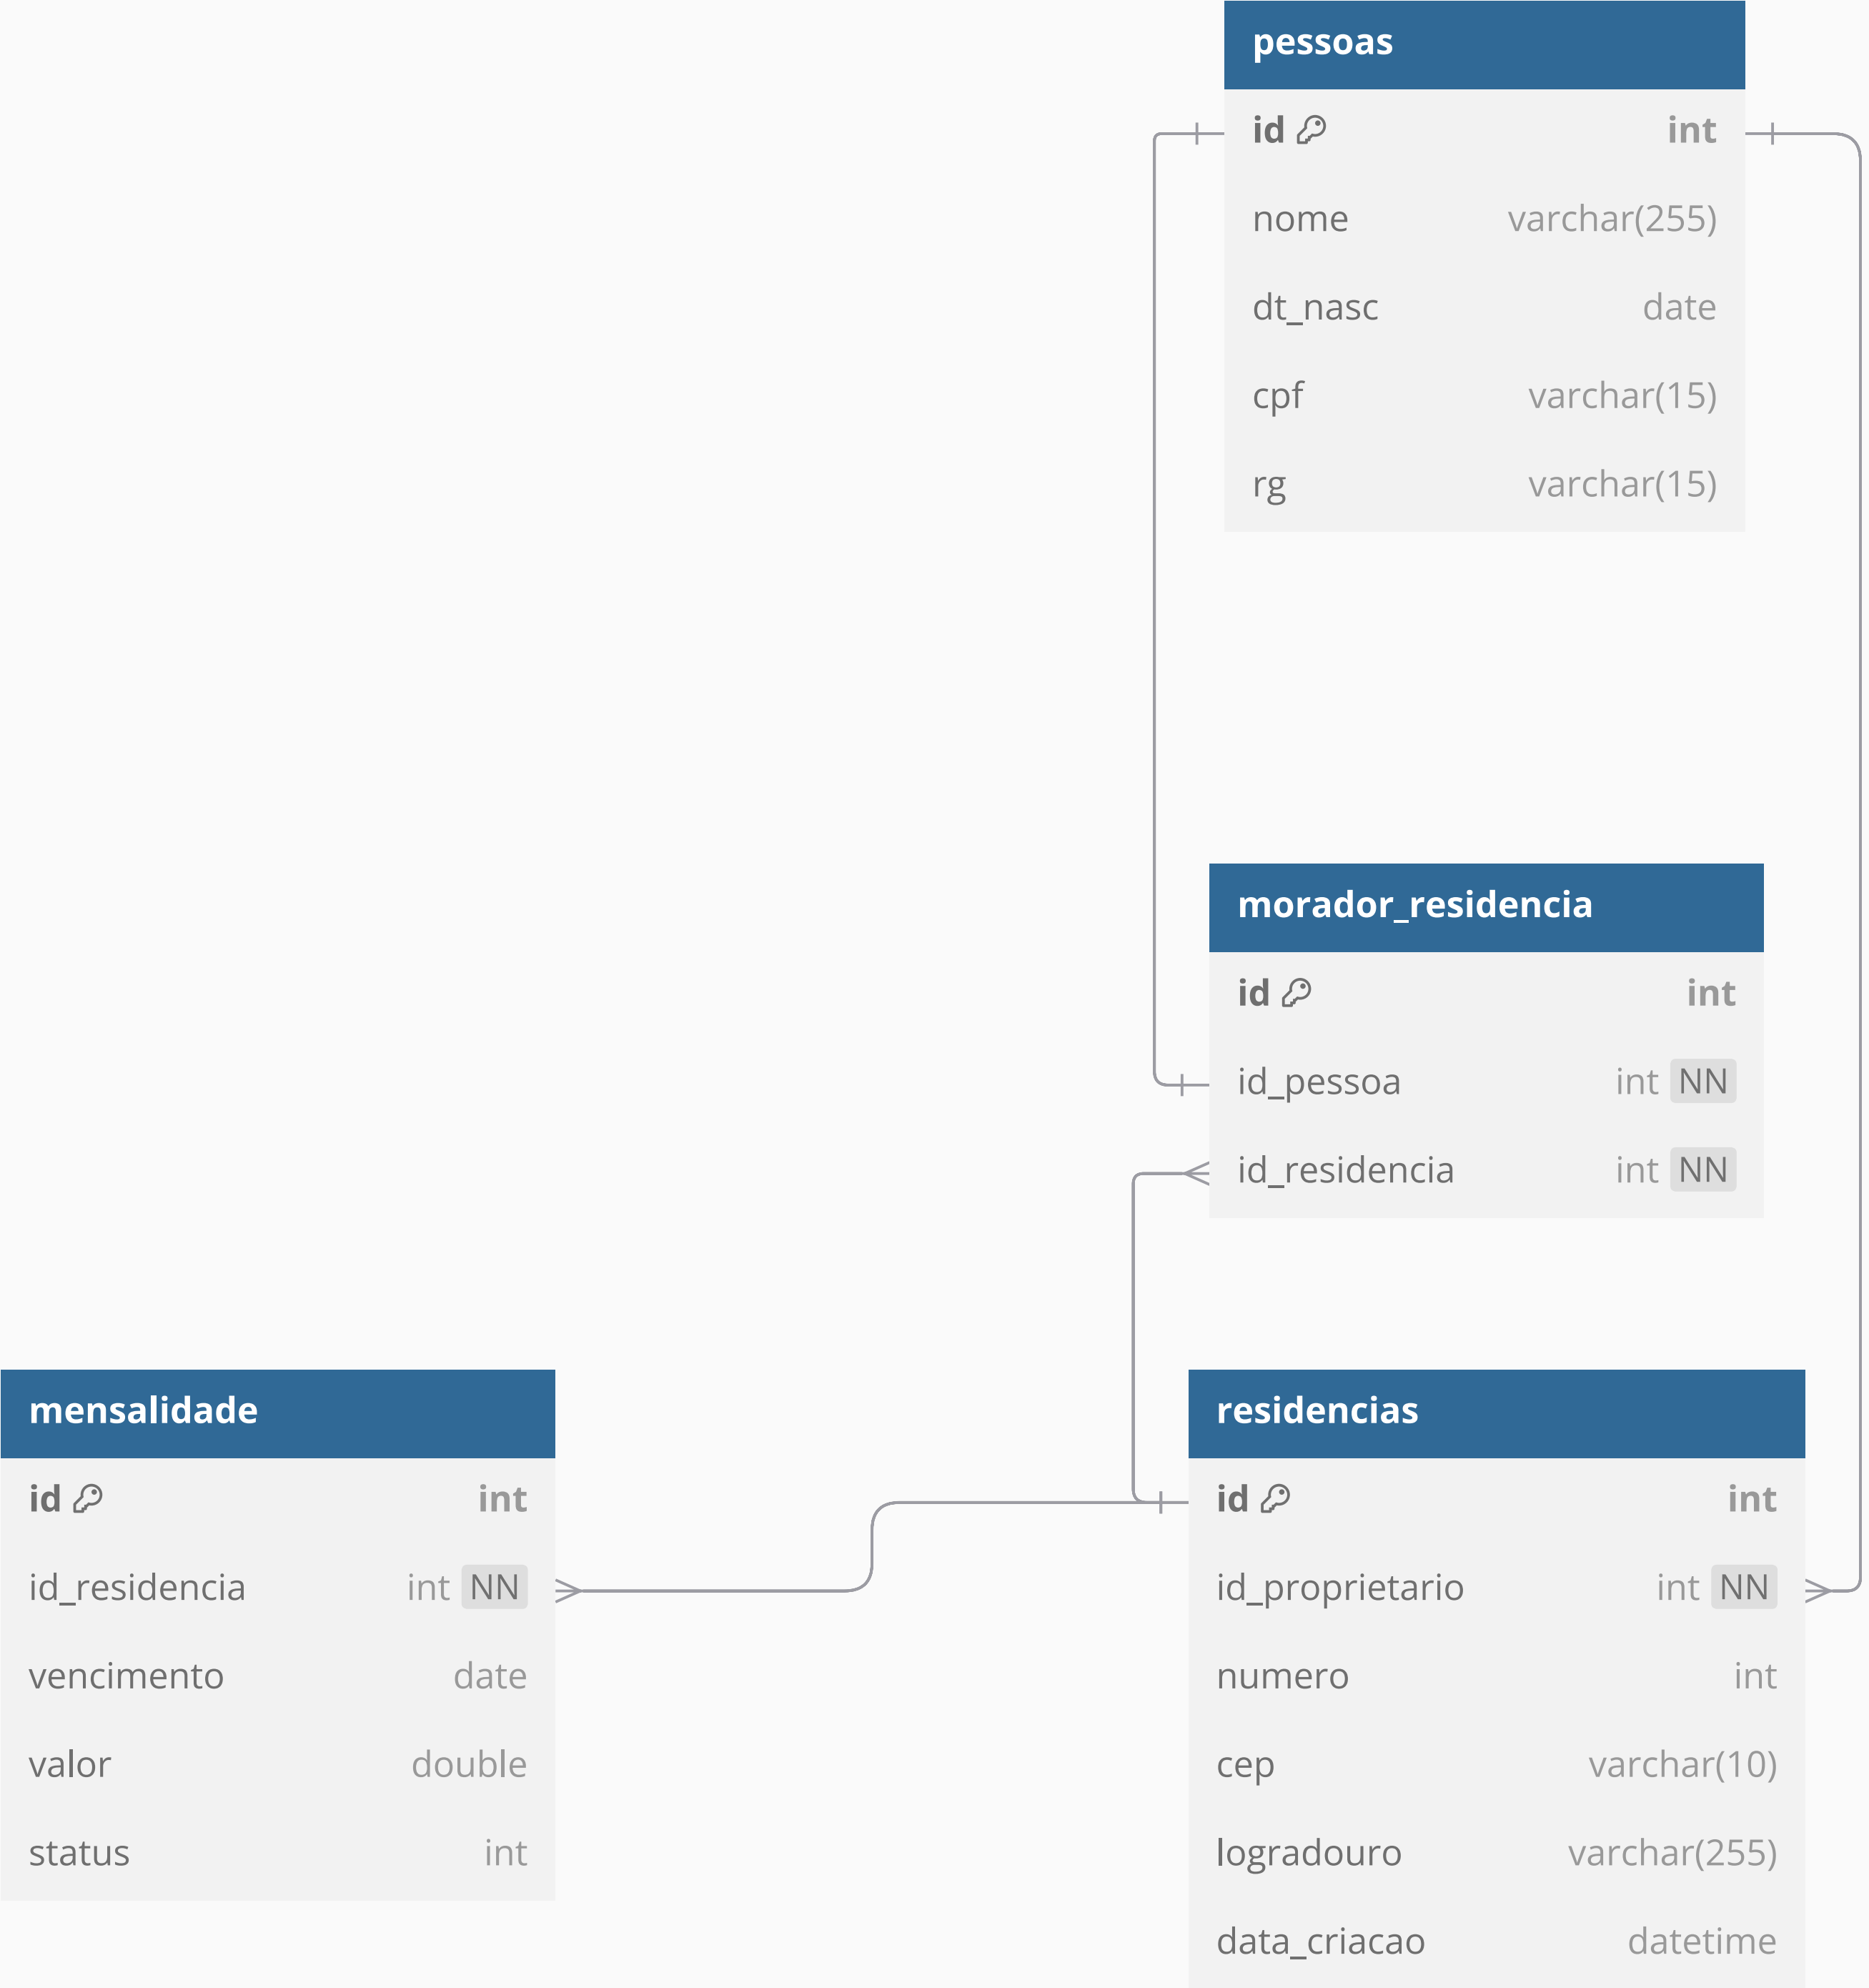 pessoas
id int
nome varchar(255)
dt_nasc date
cpf varchar(15)
rg varchar(15)
morador_residencia
id int
id_pessoa int NN
id_residencia int NN
mensalidade
id int
id_residencia int NN
vencimento date
valor double
status int
residencias
id int
id_proprietario int NN
numero int
cep varchar(10)
logradouro varchar(255)
data_criacao datetime